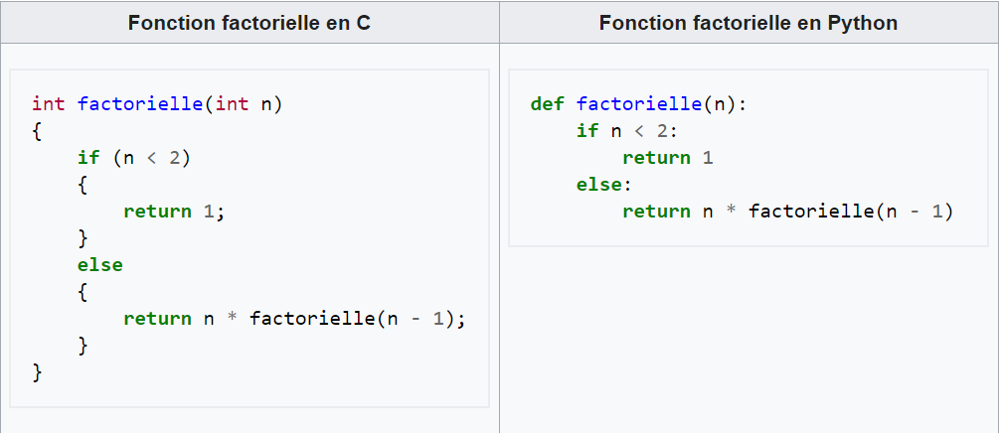 Fonction factorielle en C
int factorielle(int n)
{
    if (n < 2)
    {
        return 1;
    }
    else
    {
        return n * factorielle(n - 1);
    }
}
Fonction factorielle en Python
def factorielle(n):
    if n < 2:
        return 1
    else:
        return n * factorielle(n - 1)